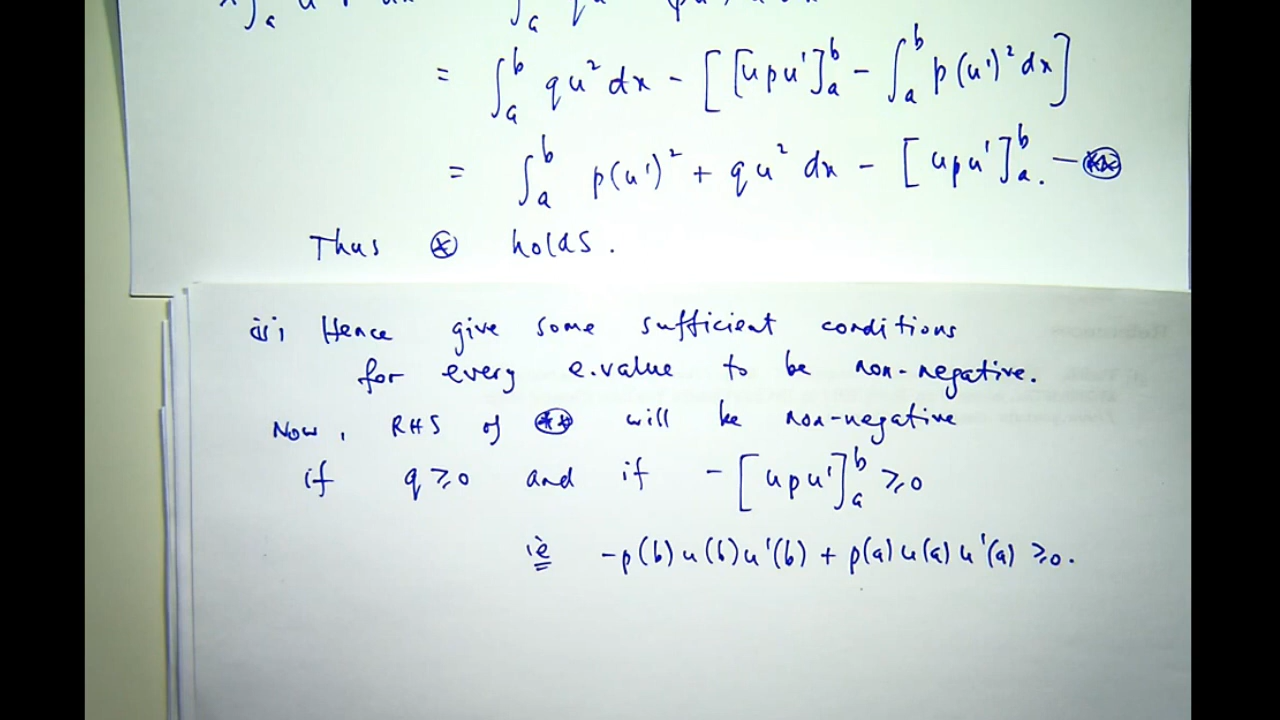 = ∫_a^b qu² dx - [[upu']_a^b - ∫_a^b p(u')² dx]
= ∫_a^b p(u')² + qu² dx - [upu']_a^b. - (**)
Thus (*) holds.
ii, Hence give some sufficient conditions
for every e.value to be non-negative.
Now, RHS of (**) will be non-negative
if q ≥ 0 and if -[upu']_a^b ≥ 0
ie -p(b)u(b)u'(b) + p(a)u(a)u'(a) ≥ 0.